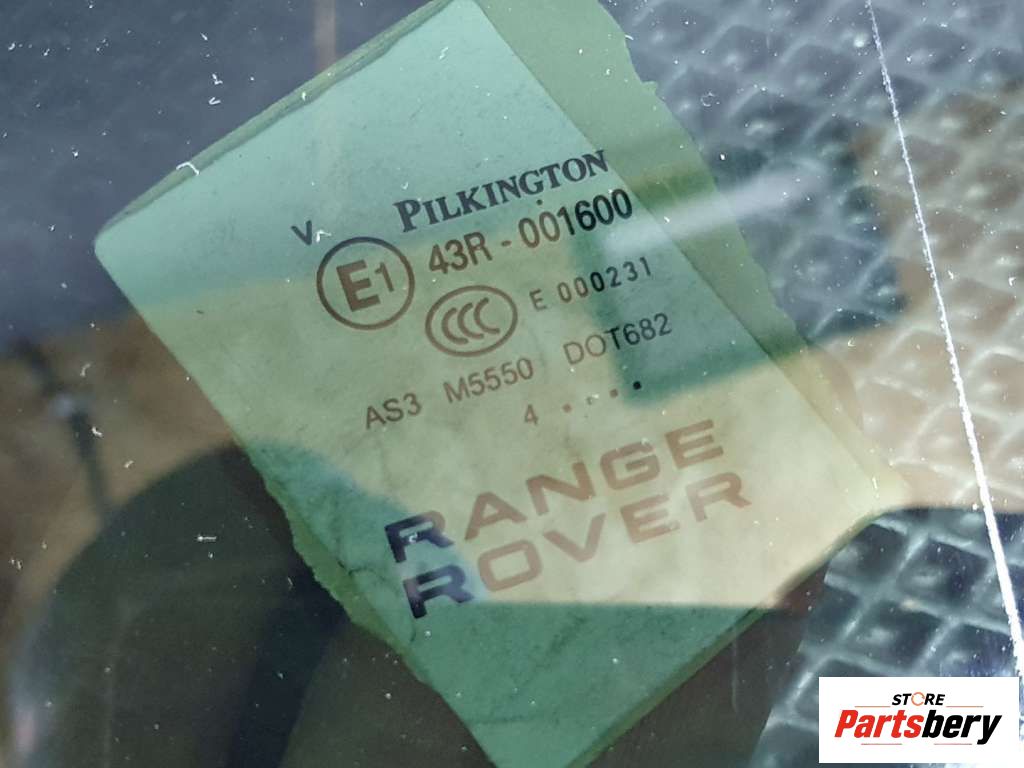 PILKINGTON
V
E1 43R - 001600
CCC E 000231
AS3 M5550 DOT682
4 . . . .
RANGE
ROVER
STORE
Partsbery